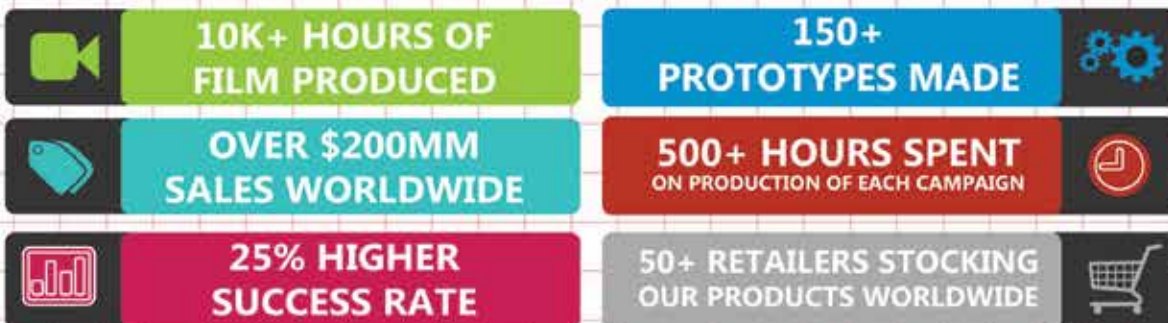 10K+ HOURS OF
FILM PRODUCED
150+
PROTOTYPES MADE
OVER $200MM
SALES WORLDWIDE
500+ HOURS SPENT
ON PRODUCTION OF EACH CAMPAIGN
25% HIGHER
SUCCESS RATE
50+ RETAILERS STOCKING
OUR PRODUCTS WORLDWIDE